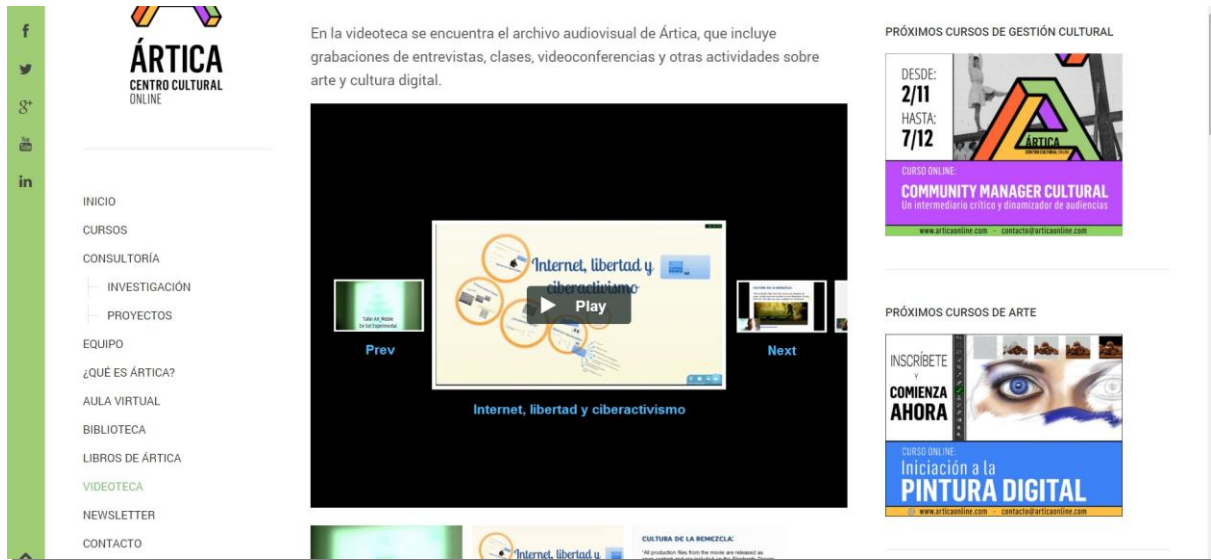 ÁRTICA
CENTRO CULTURAL
ONLINE
INICIO
CURSOS
CONSULTORÍA
INVESTIGACIÓN
PROYECTOS
EQUIPO
¿QUÉ ES ÁRTICA?
AULA VIRTUAL
BIBLIOTECA
LIBROS DE ÁRTICA
VIDEOTECA
NEWSLETTER
CONTACTO
En la videoteca se encuentra el archivo audiovisual de Ártica, que incluye
grabaciones de entrevistas, clases, videoconferencias y otras actividades sobre
arte y cultura digital.
Internet, libertad y
ciberactivismo
Play
Prev
Next
Internet, libertad y ciberactivismo
Internet, libertad y
CULTURA DE LA REMEZCLA:
PRÓXIMOS CURSOS DE GESTIÓN CULTURAL
DESDE:
2/11
HASTA:
7/12
ÁRTICA
CURSO ONLINE:
COMMUNITY MANAGER CULTURAL
Un intermediario crítico y dinamizador de audiencias
www.articaonline.com - contacto@articaonline.com
PRÓXIMOS CURSOS DE ARTE
INSCRÍBETE
Y
COMIENZA
AHORA
CURSO ONLINE:
Iniciación a la
PINTURA DIGITAL
www.articaonline.com - contacto@articaonline.com